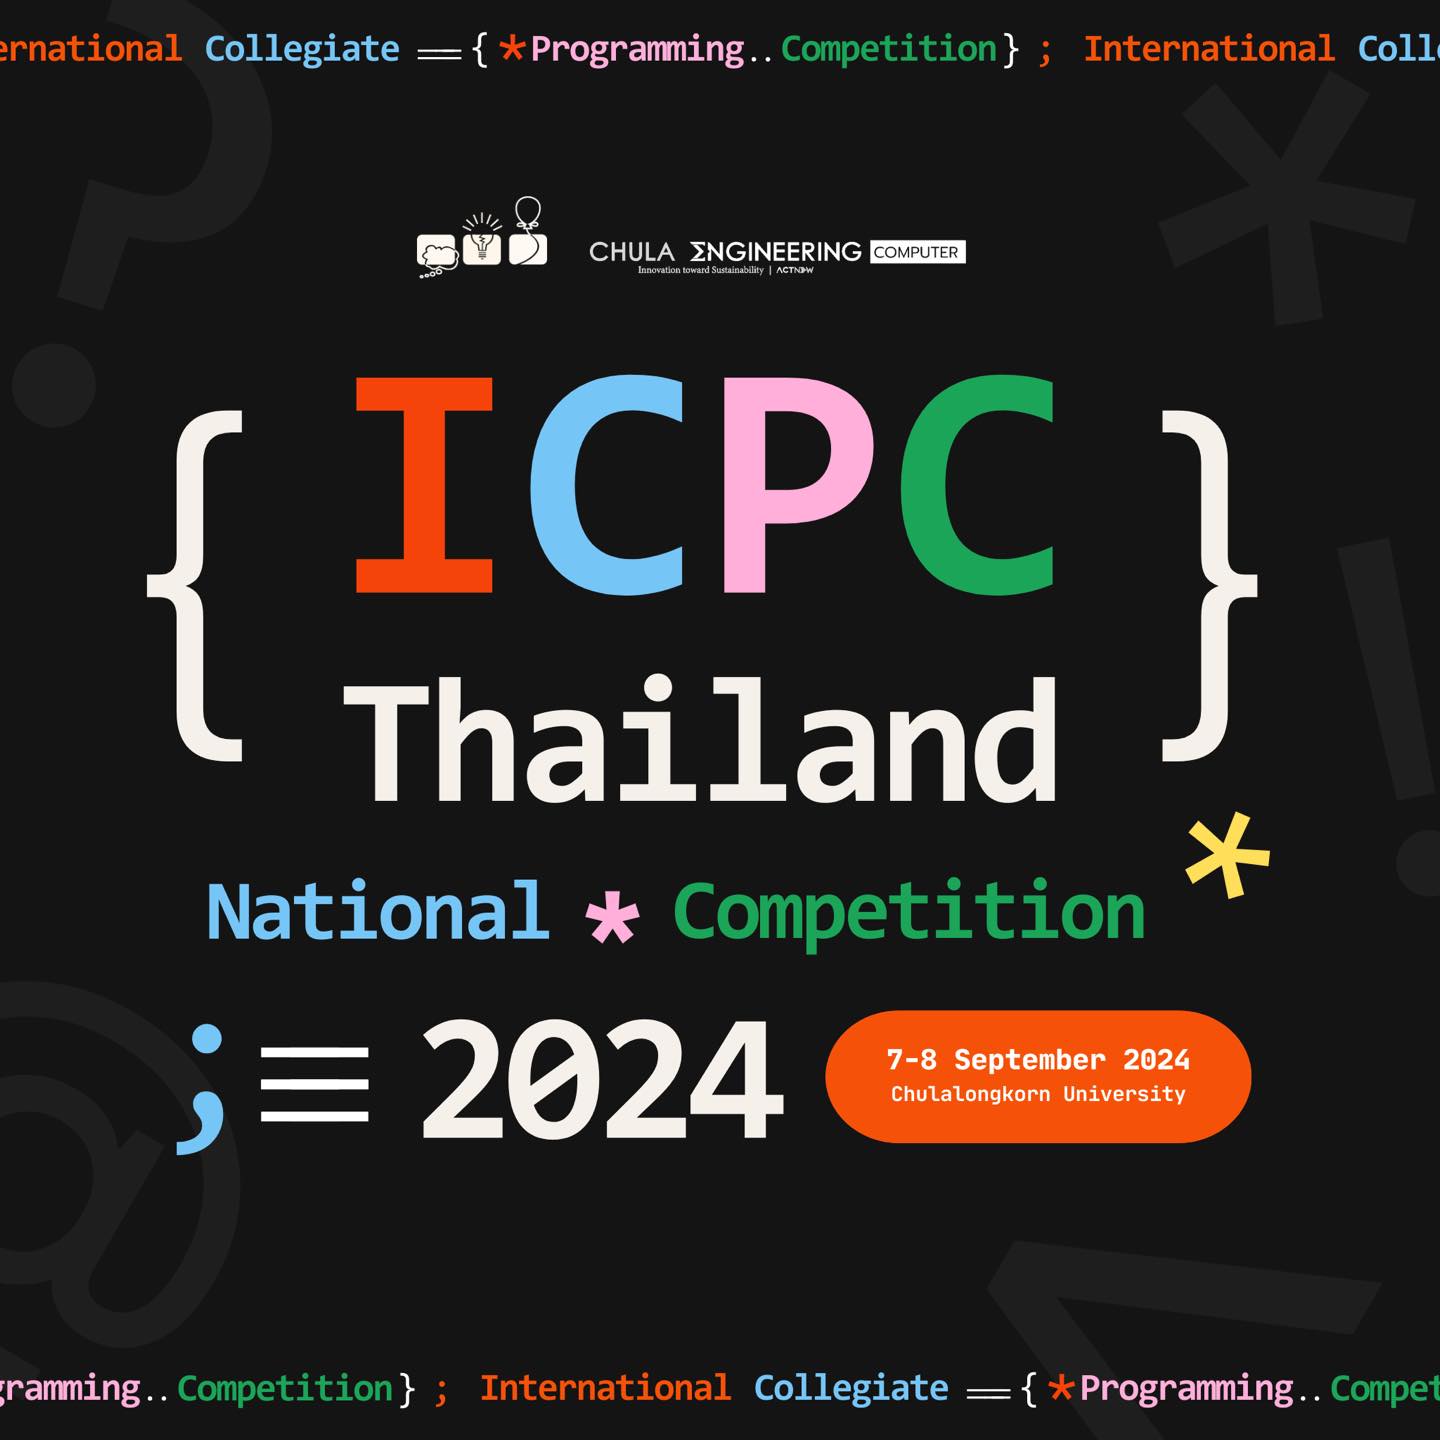 ernational Collegiate =={ *Programming..Competition} ; International Colle
CHULA ΣNGINEERING COMPUTER
Innovation toward Sustainability | ACTNOW
{ ICPC }
Thailand
National * Competition *
;≡ 2024
7-8 September 2024
Chulalongkorn University
gramming..Competition} ; International Collegiate =={ *Programming..Compet